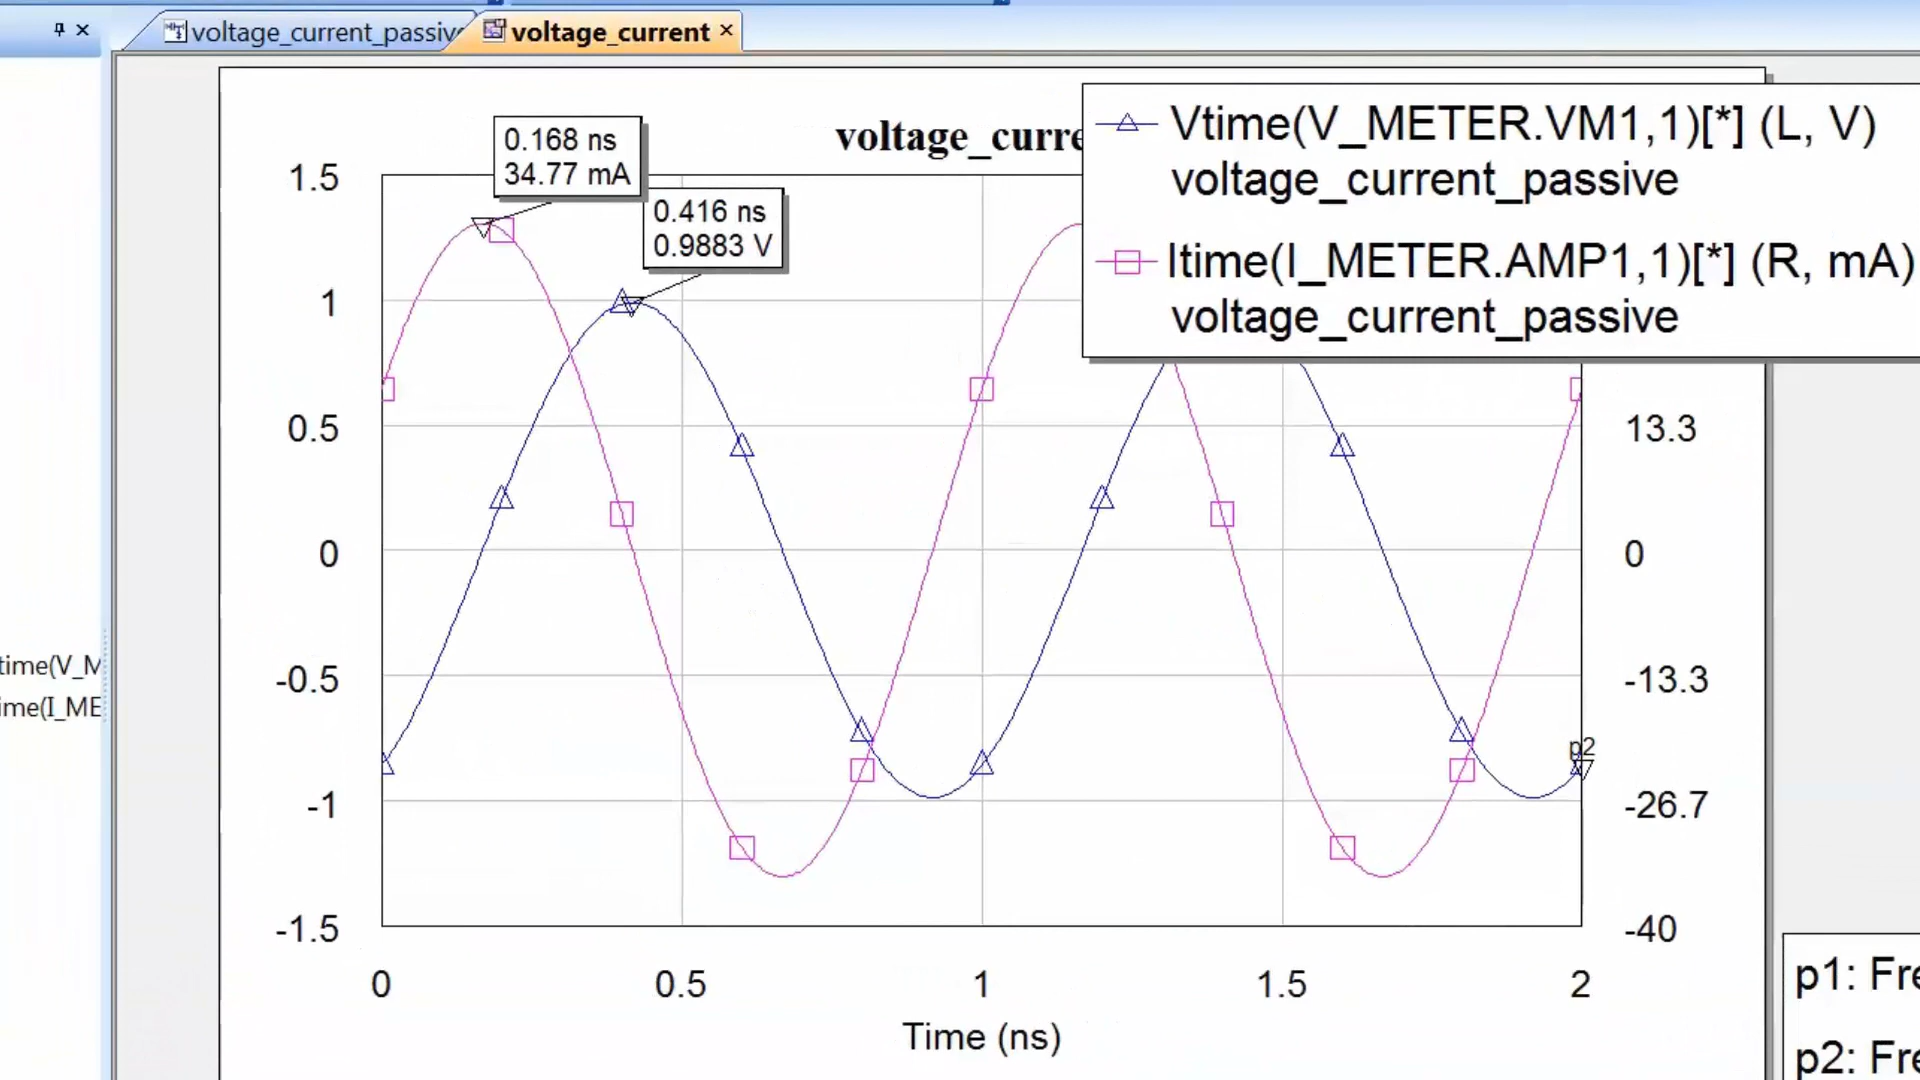 voltage_current_passive
voltage_current
voltage_curre
Vtime(V_METER.VM1,1)[*] (L, V)
voltage_current_passive
Itime(I_METER.AMP1,1)[*] (R, mA)
voltage_current_passive
0.168 ns
34.77 mA
0.416 ns
0.9883 V
1.5
1
0.5
0
-0.5
-1
-1.5
13.3
0
-13.3
-26.7
-40
p2
time(V_M
ime(I_ME
0
0.5
1
1.5
2
Time (ns)
p1: Fre
p2: Fre